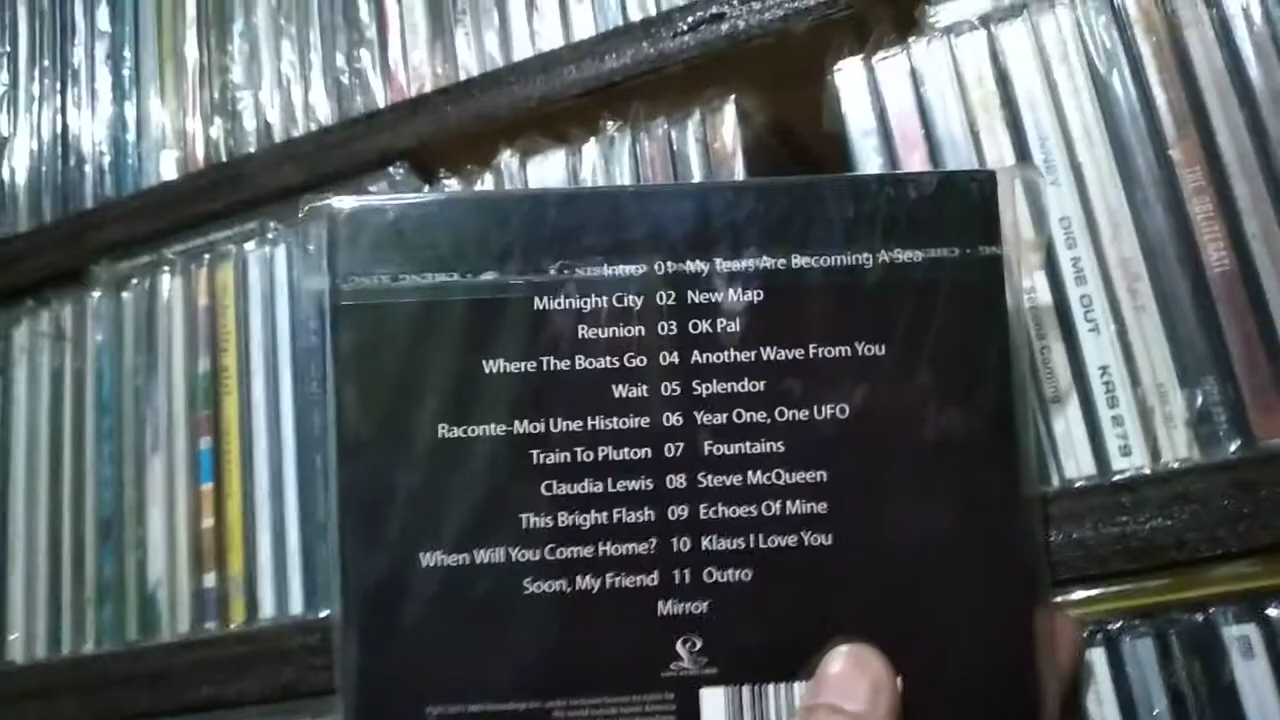 Intro 01 My Tears Are Becoming A Sea
Midnight City 02 New Map
Reunion 03 OK Pal
Where The Boats Go 04 Another Wave From You
Wait 05 Splendor
Raconte-Moi Une Histoire 06 Year One, One UFO
Train To Pluton 07 Fountains
Claudia Lewis 08 Steve McQueen
This Bright Flash 09 Echoes Of Mine
When Will You Come Home? 10 Klaus I Love You
Soon, My Friend 11 Outro
Mirror
DIG ME OUT KRS 279
Coming
THE